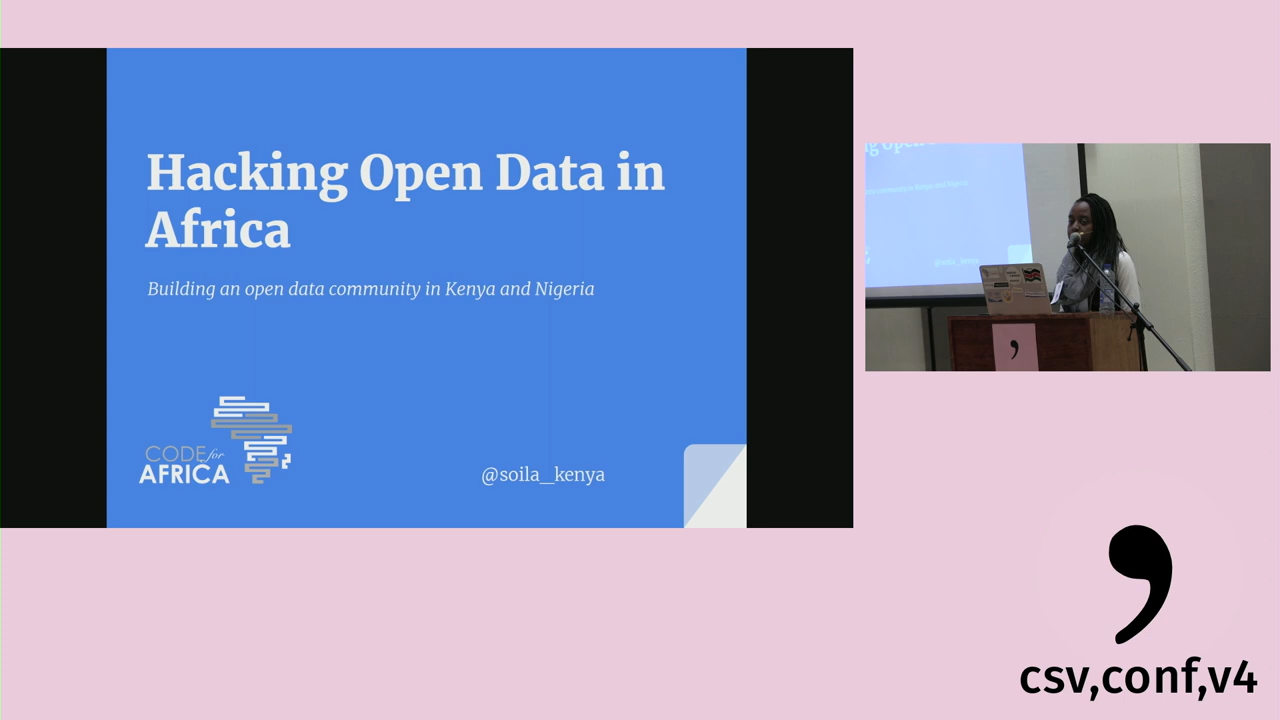 Hacking Open Data in
Africa
Building an open data community in Kenya and Nigeria
CODE for
AFRICA
@soila_kenya
,
csv,conf,v4